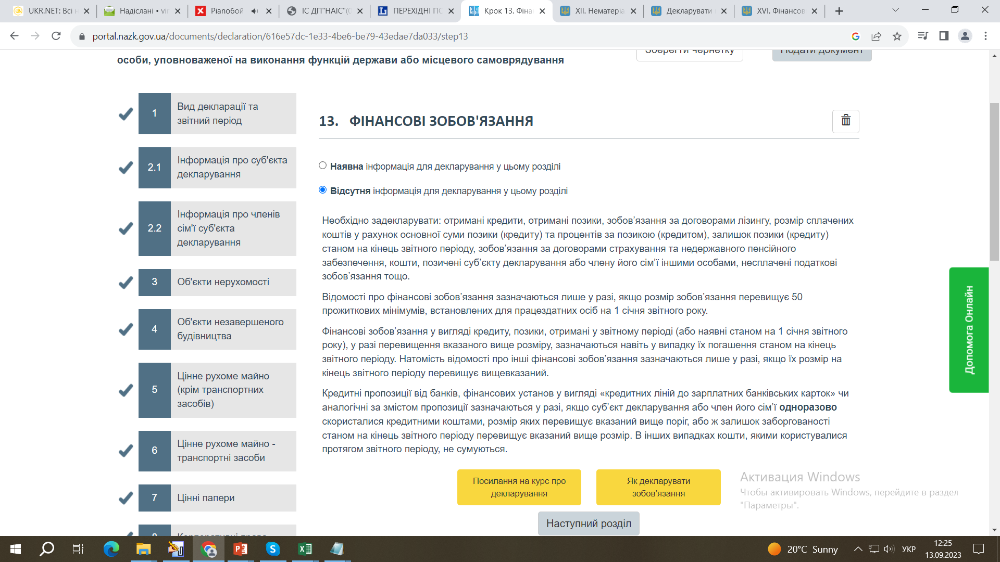 UKR.NET: Всі н
Надіслані • vir
Pianoбой
ІС ДП"НАІС"(0
ПЕРЕХІДНІ ПО
Крок 13. Фіна
XII. Нематеріа
Декларувати
XVI. Фінансов
portal.nazk.gov.ua/documents/declaration/616e57dc-1e33-4be6-be79-43edae7da033/step13
особи, уповноваженої на виконання функцій держави або місцевого самоврядування
Зберегти чернетку
Подати документ
1
Вид декларації та
звітний період
2.1
Інформація про суб'єкта
декларування
2.2
Інформація про членів
сім'ї суб'єкта
декларування
3
Об'єкти нерухомості
4
Об'єкти незавершеного
будівництва
5
Цінне рухоме майно
(крім транспортних
засобів)
6
Цінне рухоме майно -
транспортні засоби
7
Цінні папери
8
Корпоративні права
13. ФІНАНСОВІ ЗОБОВ'ЯЗАННЯ
Наявна інформація для декларування у цьому розділі
Відсутня інформація для декларування у цьому розділі
Необхідно задекларувати: отримані кредити, отримані позики, зобов’язання за договорами лізингу, розмір сплачених
коштів у рахунок основної суми позики (кредиту) та процентів за позикою (кредитом), залишок позики (кредиту)
станом на кінець звітного періоду, зобов’язання за договорами страхування та недержавного пенсійного
забезпечення, кошти, позичені суб’єкту декларування або члену його сім’ї іншими особами, несплачені податкові
зобов’язання тощо.
Відомості про фінансові зобов’язання зазначаються лише у разі, якщо розмір зобов’язання перевищує 50
прожиткових мінімумів, встановлених для працездатних осіб на 1 січня звітного року.
Фінансові зобов’язання у вигляді кредиту, позики, отримані у звітному періоді (або наявні станом на 1 січня звітного
року), у разі перевищення вказаного вище розміру, зазначаються навіть у випадку їх погашення станом на кінець
звітного періоду. Натомість відомості про інші фінансові зобов’язання зазначаються лише у разі, якщо їх розмір на
кінець звітного періоду перевищує вищевказаний.
Кредитні пропозиції від банків, фінансових установ у вигляді «кредитних ліній до зарплатних банківських карток» чи
аналогічні за змістом пропозиції зазначаються у разі, якщо суб’єкт декларування або член його сім’ї одноразово
скористалися кредитними коштами, розмір яких перевищує вказаний вище поріг, або ж залишок заборгованості
станом на кінець звітного періоду перевищує вказаний вище розмір. В інших випадках кошти, якими користувалися
протягом звітного періоду, не сумуються.
Посилання на курс про
декларування
Як декларувати
зобов’язання
Наступний розділ
Допомога Онлайн
Активация Windows
Чтобы активировать Windows, перейдите в раздел
"Параметры".
20°C Sunny
УКР
12:25
13.09.2023